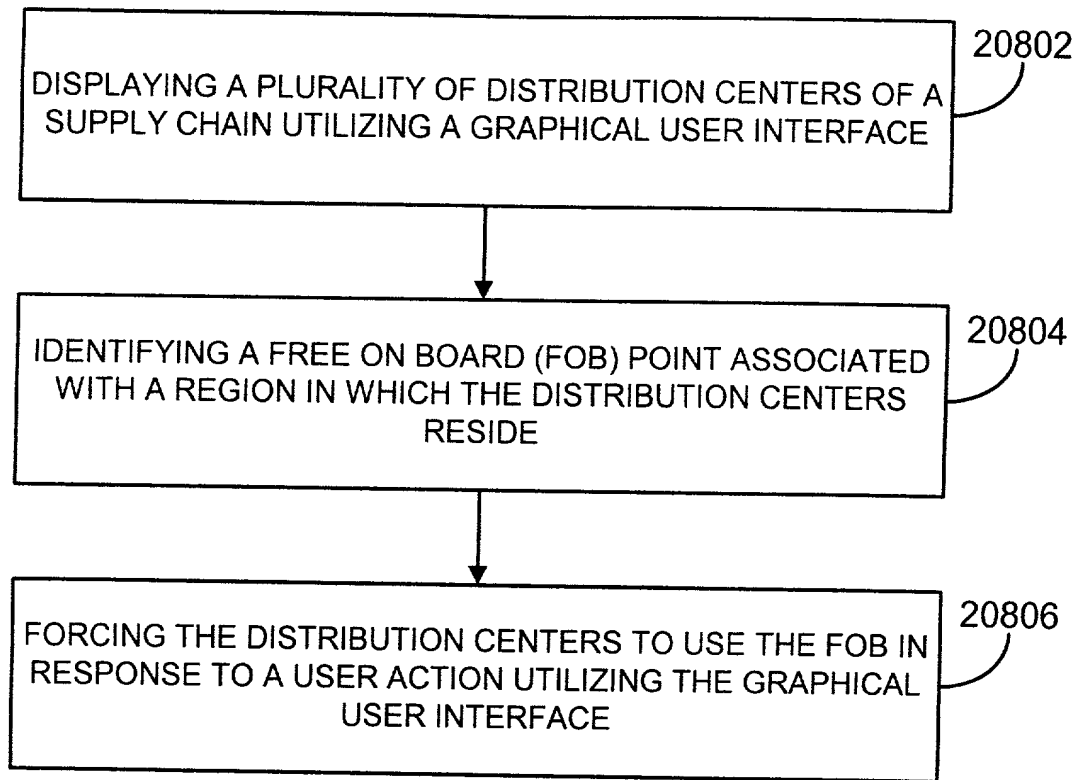 20802
DISPLAYING A PLURALITY OF DISTRIBUTION CENTERS OF A
SUPPLY CHAIN UTILIZING A GRAPHICAL USER INTERFACE
20804
IDENTIFYING A FREE ON BOARD (FOB) POINT ASSOCIATED
WITH A REGION IN WHICH THE DISTRIBUTION CENTERS
RESIDE
20806
FORCING THE DISTRIBUTION CENTERS TO USE THE FOB IN
RESPONSE TO A USER ACTION UTILIZING THE GRAPHICAL
USER INTERFACE